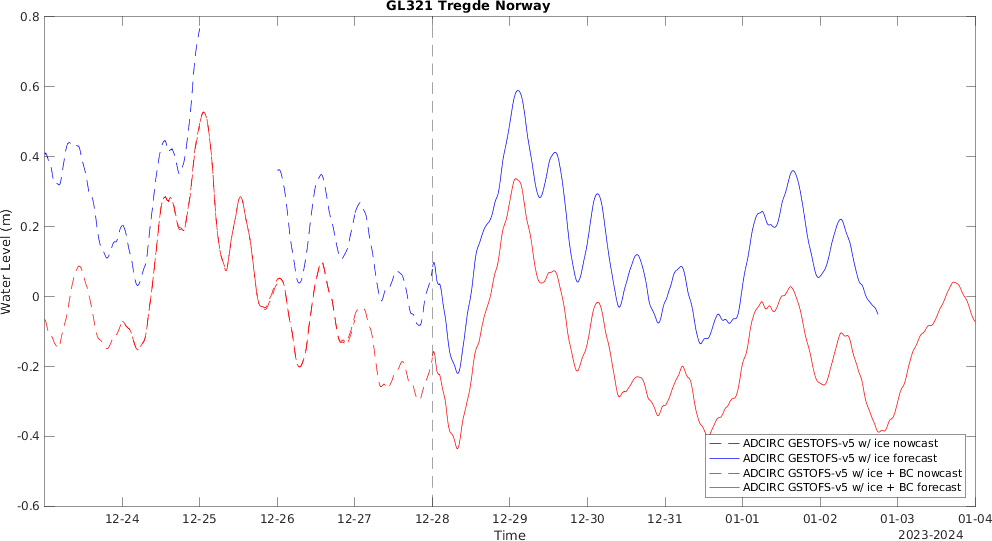 GL321 Tregde Norway
0.8
0.6
0.4
0.2
0
-0.2
-0.4
-0.6
Water Level (m)
ADCIRC GESTOFS-v5 w/ ice nowcast
ADCIRC GESTOFS-v5 w/ ice forecast
ADCIRC GSTOFS-v5 w/ ice + BC nowcast
ADCIRC GSTOFS-v5 w/ ice + BC forecast
12-24 12-25 12-26 12-27 12-28 12-29 12-30 12-31 01-01 01-02 01-03 01-04
Time
2023-2024